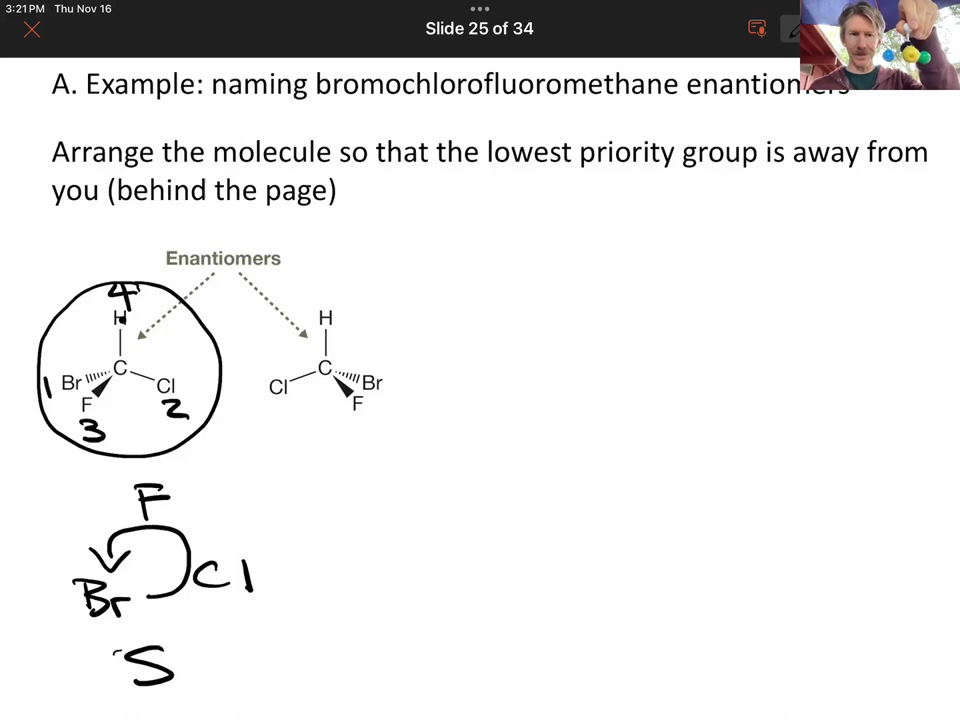 3:21 PM Thu Nov 16
Slide 25 of 34
A. Example: naming bromochlorofluoromethane enantiomers
Arrange the molecule so that the lowest priority group is away from
you (behind the page)
Enantiomers
4
H H
C C
1 Br Cl Cl Br
F 2 F
3
F
Cl
Br
S